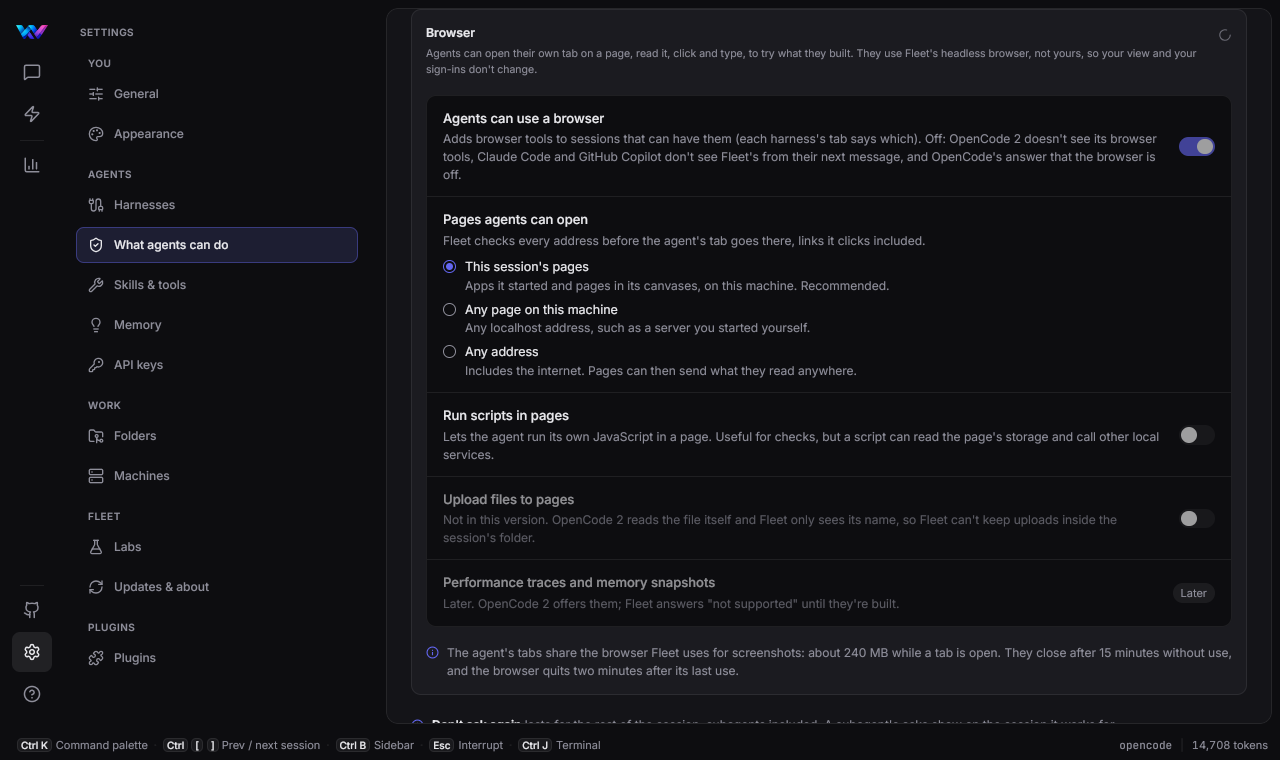 SETTINGS
YOU
General
Appearance
AGENTS
Harnesses
What agents can do
Skills & tools
Memory
API keys
WORK
Folders
Machines
FLEET
Labs
Updates & about
PLUGINS
Plugins
Browser
Agents can open their own tab on a page, read it, click and type, to try what they built. They use Fleet's headless browser, not yours, so your view and your
sign-ins don't change.
Agents can use a browser
Adds browser tools to sessions that can have them (each harness's tab says which). Off: OpenCode 2 doesn't see its browser
tools, Claude Code and GitHub Copilot don't see Fleet's from their next message, and OpenCode's answer that the browser is
off.
Pages agents can open
Fleet checks every address before the agent's tab goes there, links it clicks included.
This session's pages
Apps it started and pages in its canvases, on this machine. Recommended.
Any page on this machine
Any localhost address, such as a server you started yourself.
Any address
Includes the internet. Pages can then send what they read anywhere.
Run scripts in pages
Lets the agent run its own JavaScript in a page. Useful for checks, but a script can read the page's storage and call other local
services.
Upload files to pages
Not in this version. OpenCode 2 reads the file itself and Fleet only sees its name, so Fleet can't keep uploads inside the
session's folder.
Performance traces and memory snapshots
Later. OpenCode 2 offers them; Fleet answers "not supported" until they're built.
Later
The agent's tabs share the browser Fleet uses for screenshots: about 240 MB while a tab is open. They close after 15 minutes without use,
and the browser quits two minutes after its last use.
Ctrl K Command palette · Ctrl [ ] Prev / next session · Ctrl B Sidebar · Esc Interrupt · Ctrl J Terminal
opencode 14,708 tokens